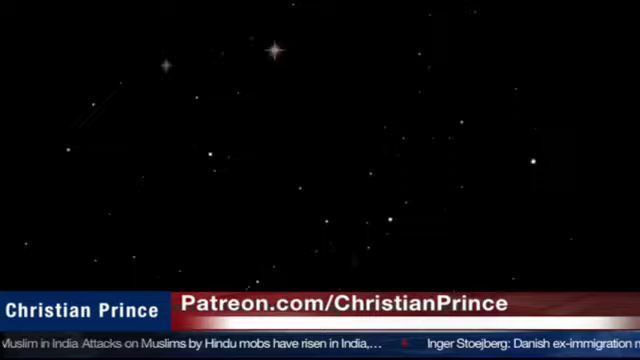 Christian Prince
Patreon.com/ChristianPrince
Muslim in India Attacks on Muslims by Hindu mobs have risen in India,... Inger Stoejberg: Danish ex-immigration